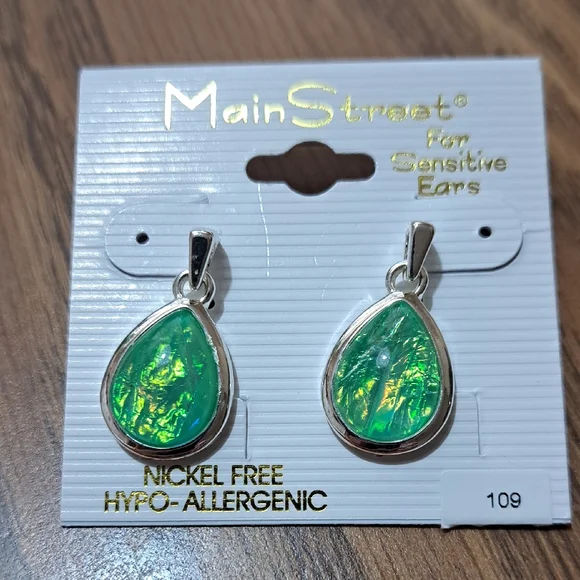 MainStreet®
For
Sensitive
Ears
NICKEL FREE
HYPO-ALLERGENIC
109